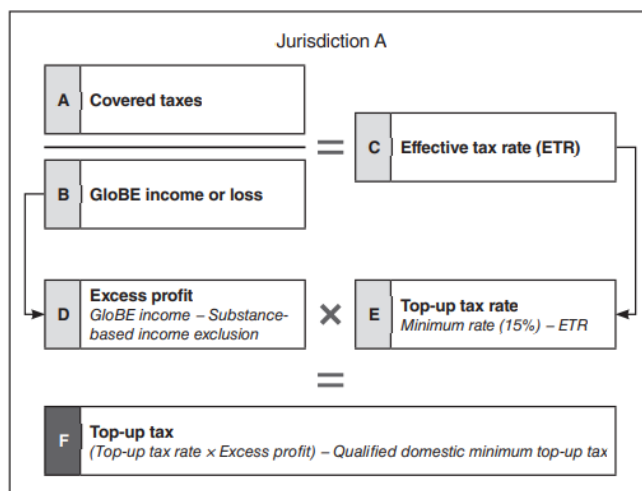 Jurisdiction A
A Covered taxes
=
C Effective tax rate (ETR)
B GloBE income or loss
D Excess profit
GloBE income – Substance-
based income exclusion
×
E Top-up tax rate
Minimum rate (15%) – ETR
=
F Top-up tax
(Top-up tax rate × Excess profit) – Qualified domestic minimum top-up tax